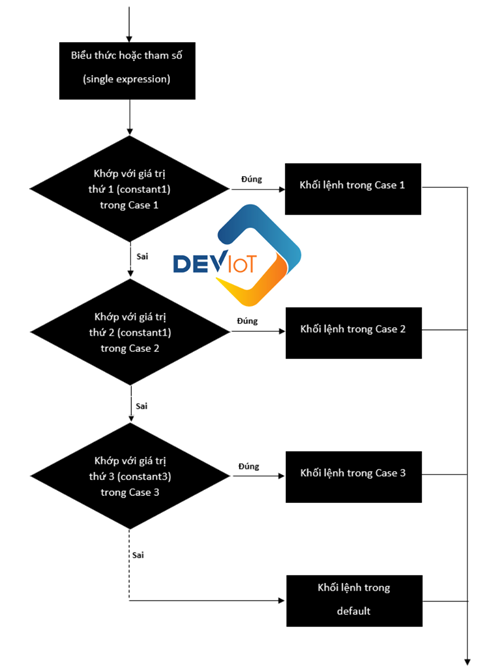 Biểu thức hoặc tham số
(single expression)
Khớp với giá trị
thứ 1 (constant1)
trong Case 1
Đúng
Khối lệnh trong Case 1
Sai
DEVIoT
Khớp với giá trị
thứ 2 (constant1)
trong Case 2
Đúng
Khối lệnh trong Case 2
Sai
Khớp với giá trị
thứ 3 (constant3)
trong Case 3
Đúng
Khối lệnh trong Case 3
Sai
Khối lệnh trong
default